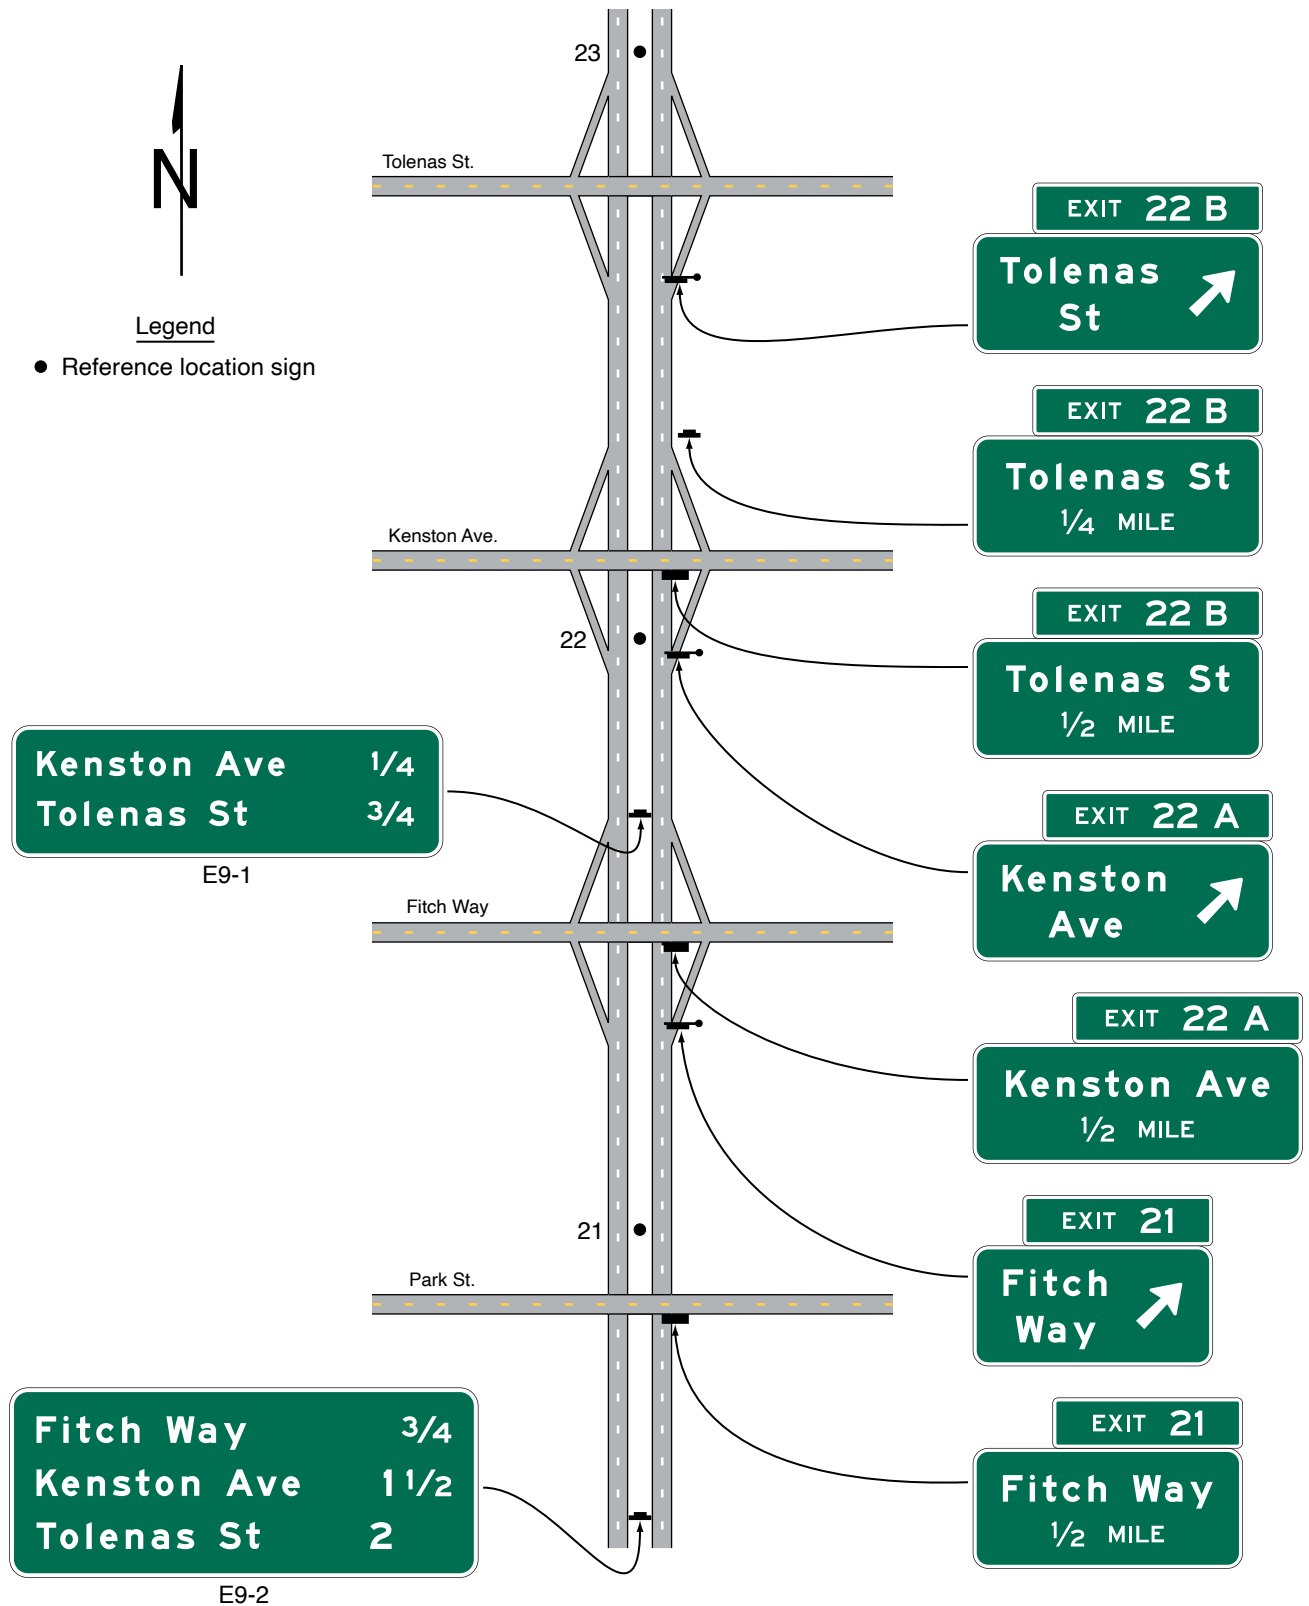 23
N
Tolenas St.
Legend
Reference location sign
EXIT 22 B
Tolenas
St
EXIT 22 B
Tolenas St
1/4 MILE
Kenston Ave.
22
EXIT 22 B
Tolenas St
1/2 MILE
Kenston Ave 1/4
Tolenas St 3/4
E9-1
EXIT 22 A
Kenston
Ave
Fitch Way
EXIT 22 A
Kenston Ave
1/2 MILE
21
Park St.
EXIT 21
Fitch
Way
Fitch Way 3/4
Kenston Ave 1 1/2
Tolenas St 2
E9-2
EXIT 21
Fitch Way
1/2 MILE